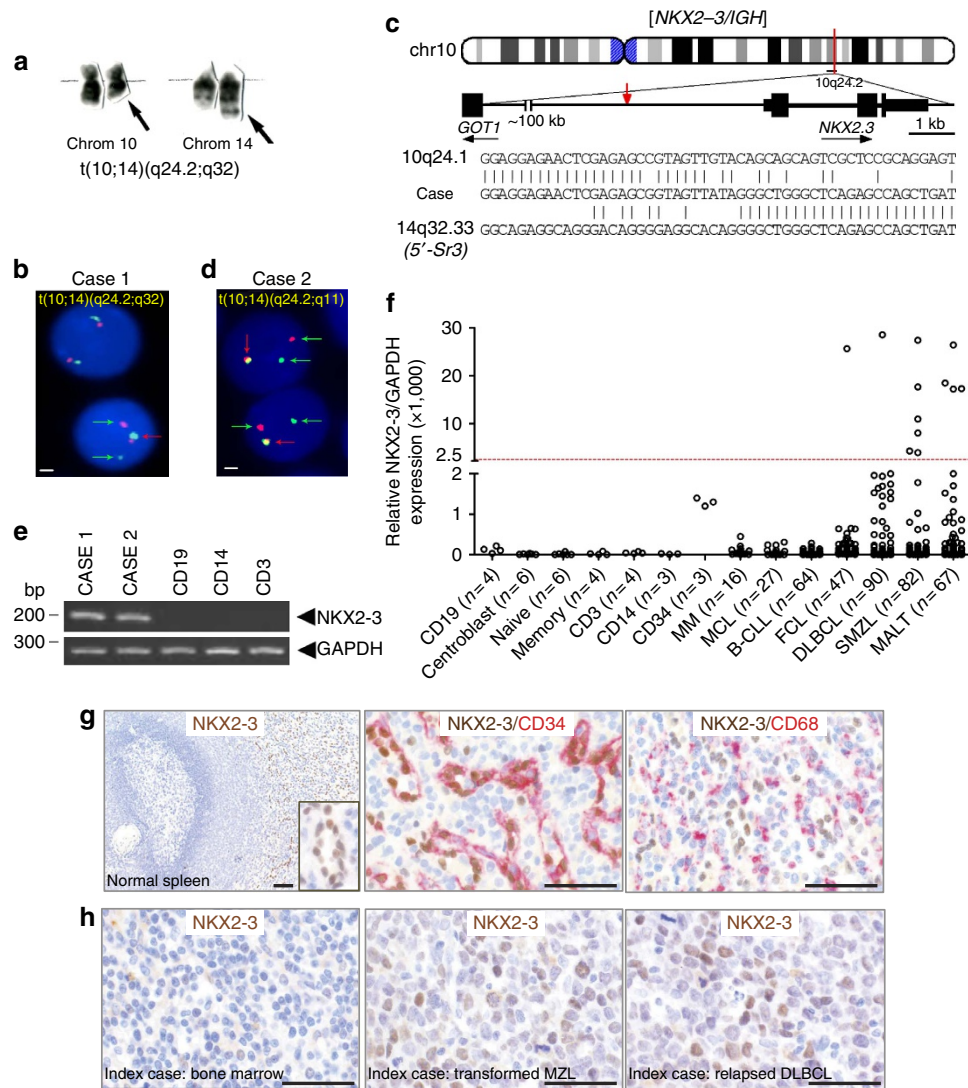 a
Chrom 10
Chrom 14
t(10;14)(q24.2;q32)
c
[NKX2–3/IGH]
chr10
10q24.2
GOT1
~100 kb
NKX2.3
1 kb
10q24.1
GGAGGAGAACTCGAGAGCCGTAGTTGTACAGCAGCAGTCGCTCCGCAGGAGT
Case
GGAGGAGAACTCGAGAGCGGTAGTTATAGGGCTGGGCTCAGAGCCAGCTGAT
14q32.33
GGCAGAGGCAGGGACAGGGGAGGCACAGGGGCTGGGCTCAGAGCCAGCTGAT
(5′-Sr3)
b
Case 1
t(10;14)(q24.2;q32)
d
Case 2
t(10;14)(q24.2;q11)
e
CASE 1
CASE 2
CD19
CD14
CD3
bp
200
NKX2-3
300
GAPDH
f
Relative NKX2-3/GAPDH
expression (×1,000)
30
20
10
2.5
2
1
0
CD19 (n=4)
Centroblast (n=6)
Naive (n=6)
Memory (n=4)
CD3 (n=4)
CD14 (n=3)
CD34 (n=3)
MM (n=16)
MCL (n=27)
B-CLL (n=64)
FCL (n=47)
DLBCL (n=90)
SMZL (n=82)
MALT (n=67)
g
NKX2-3
Normal spleen
NKX2-3/CD34
NKX2-3/CD68
h
NKX2-3
Index case: bone marrow
NKX2-3
Index case: transformed MZL
NKX2-3
Index case: relapsed DLBCL